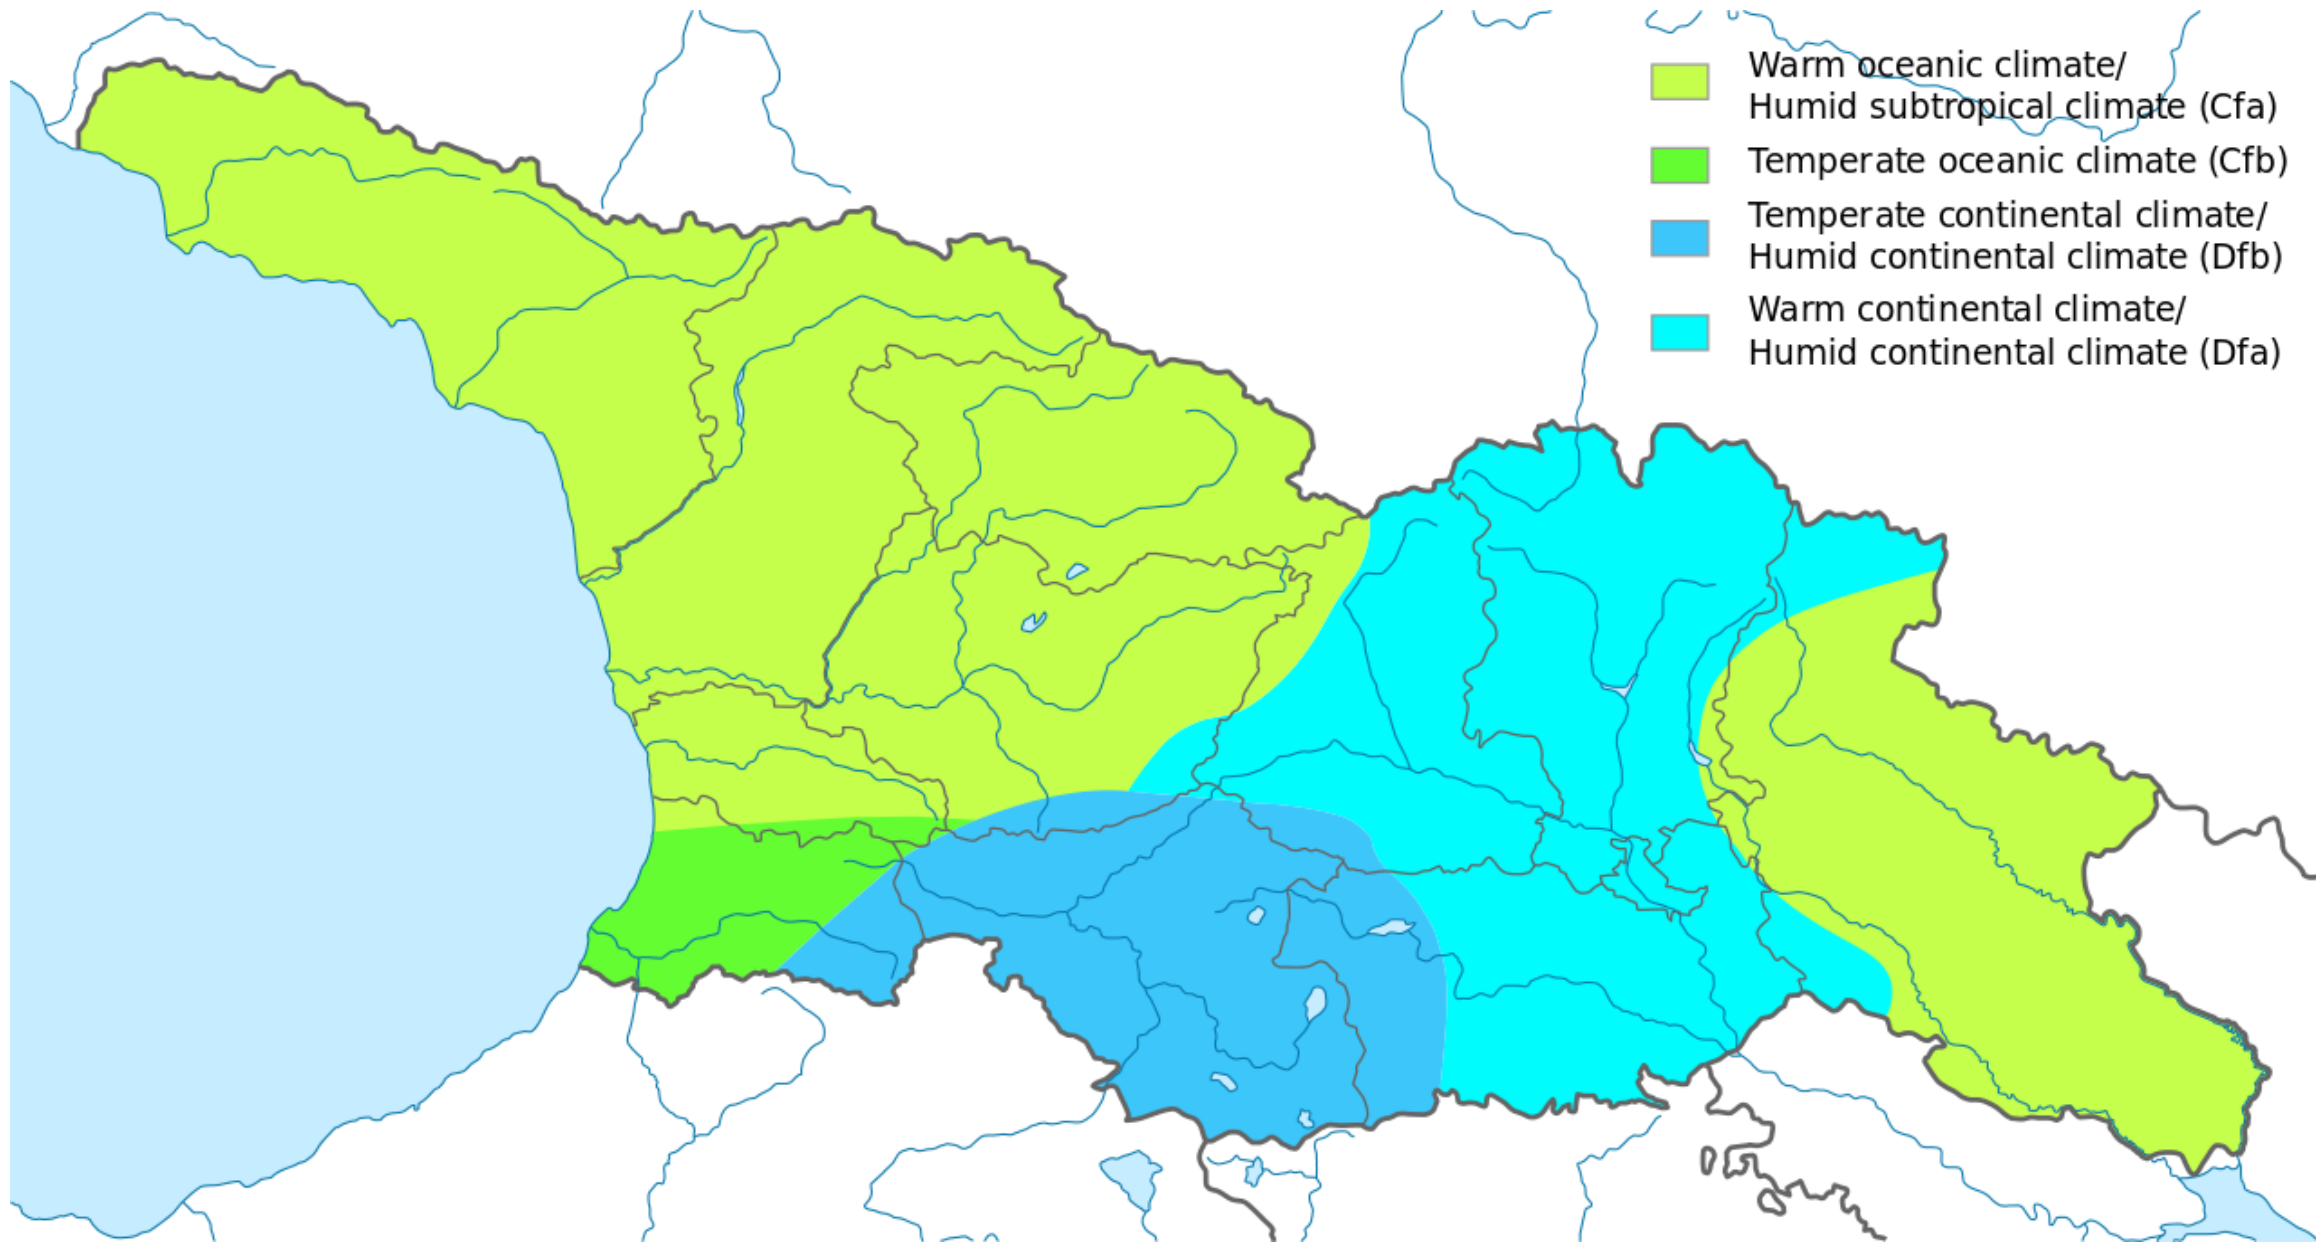 Warm oceanic climate/
Humid subtropical climate (Cfa)
Temperate oceanic climate (Cfb)
Temperate continental climate/
Humid continental climate (Dfb)
Warm continental climate/
Humid continental climate (Dfa)